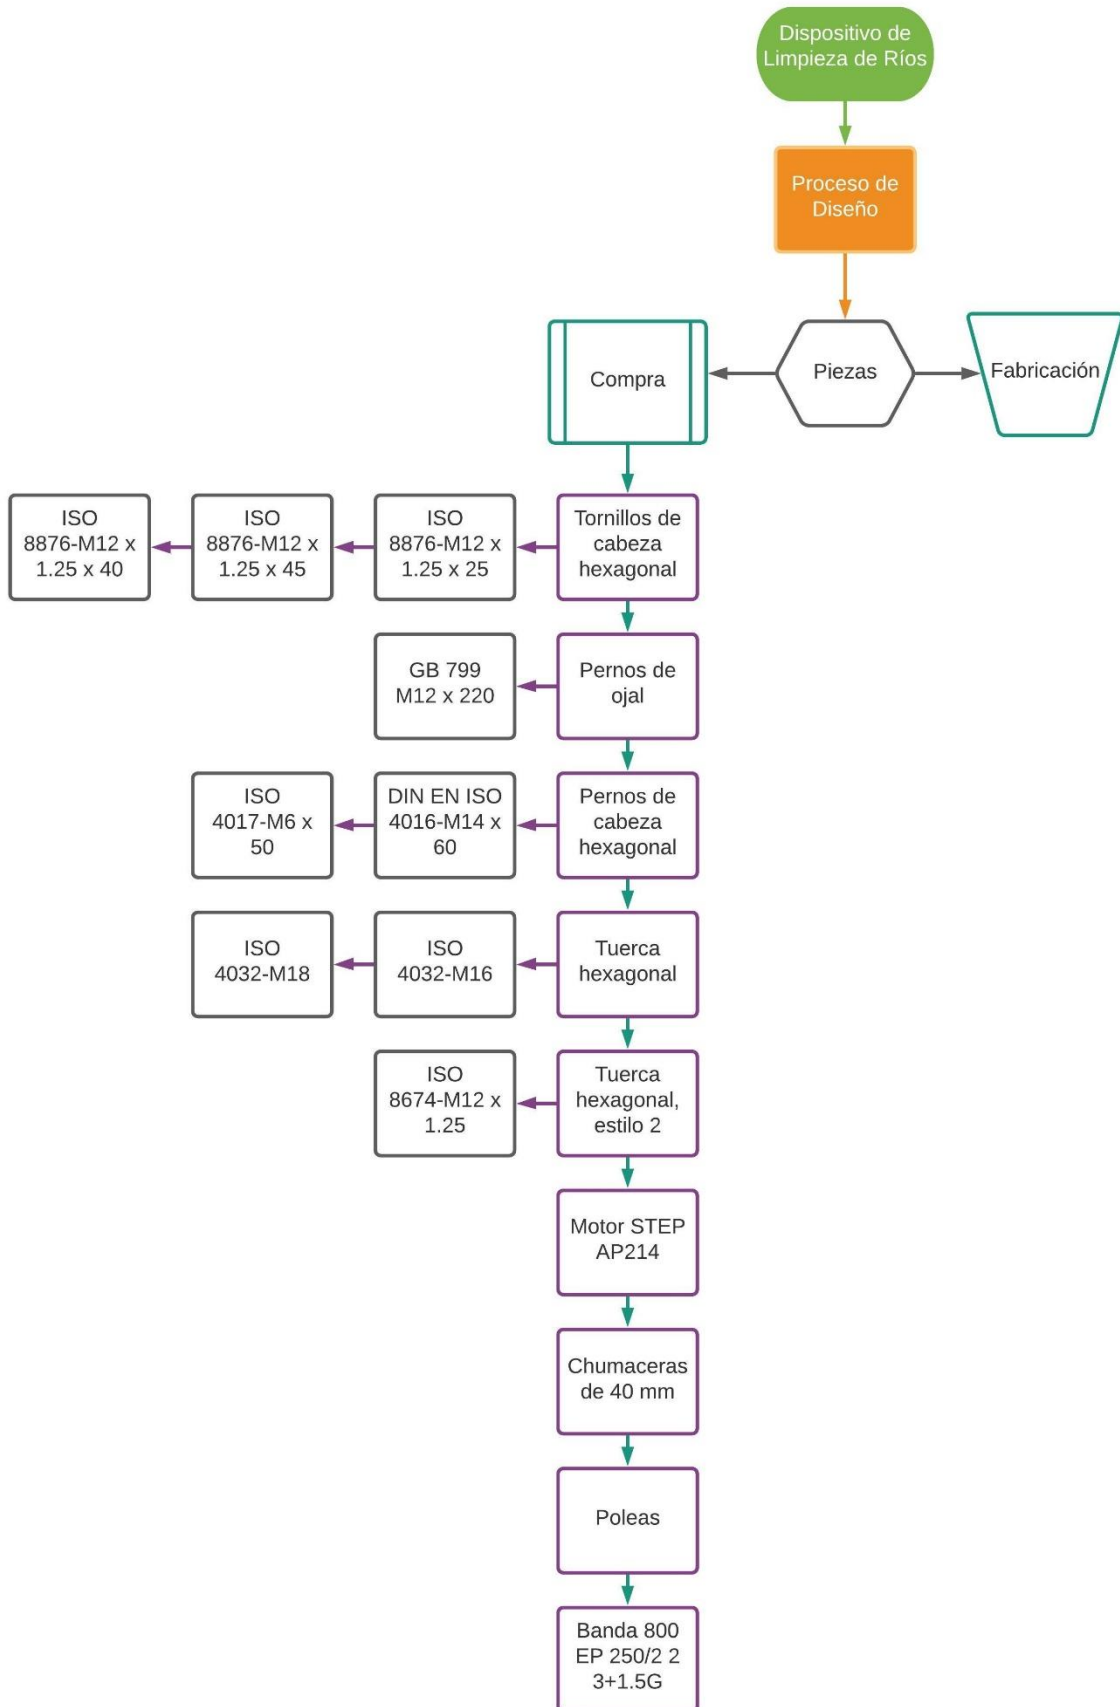 Dispositivo de
Limpieza de Ríos
Proceso de
Diseño
Compra
Piezas
Fabricación
ISO
8876-M12 x
1.25 x 40
ISO
8876-M12 x
1.25 x 45
ISO
8876-M12 x
1.25 x 25
Tornillos de
cabeza
hexagonal
GB 799
M12 x 220
Pernos de
ojal
ISO
4017-M6 x
50
DIN EN ISO
4016-M14 x
60
Pernos de
cabeza
hexagonal
ISO
4032-M18
ISO
4032-M16
Tuerca
hexagonal
ISO
8674-M12 x
1.25
Tuerca
hexagonal,
estilo 2
Motor STEP
AP214
Chumaceras
de 40 mm
Poleas
Banda 800
EP 250/2 2
3+1.5G